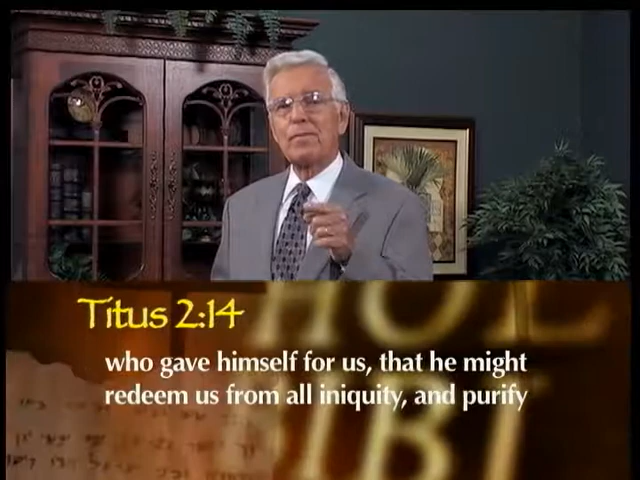 Titus 2:14
who gave himself for us, that he might
redeem us from all iniquity, and purify